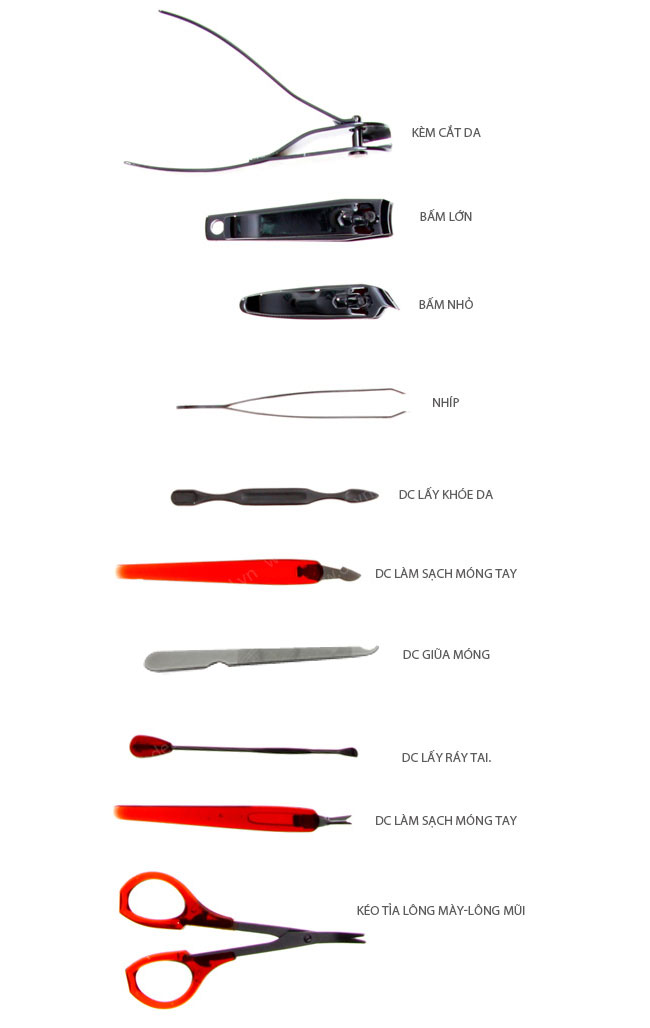 KÈM CẮT DA
BẤM LỚN
BẤM NHỎ
NHÍP
DC LẤY KHÓE DA
DC LÀM SẠCH MÓNG TAY
DC GIŨA MÓNG
DC LẤY RÁY TAI.
DC LÀM SẠCH MÓNG TAY
KÉO TỈA LÔNG MÀY-LÔNG MŨI